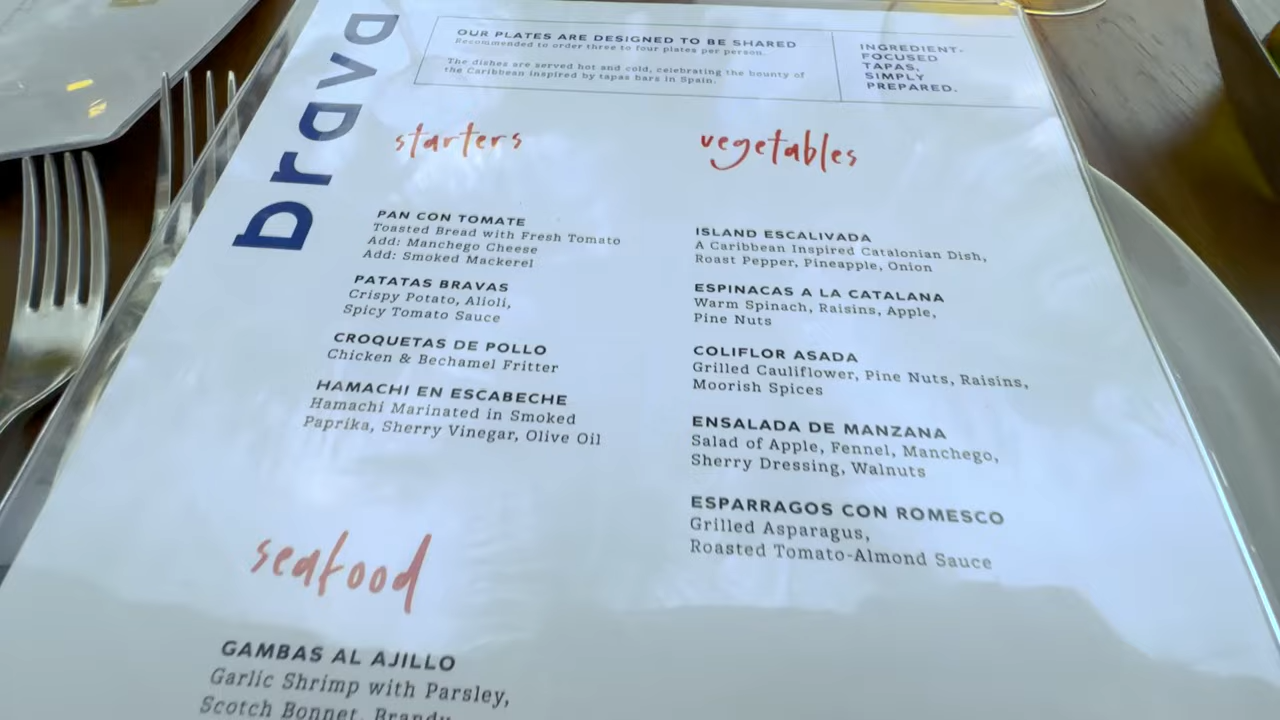 brava
OUR PLATES ARE DESIGNED TO BE SHARED
Recommended to order three to four plates per person.
The dishes are served hot and cold, celebrating the bounty of
the Caribbean inspired by tapas bars in Spain.
INGREDIENT-
FOCUSED
TAPAS,
SIMPLY
PREPARED.
starters
PAN CON TOMATE
Toasted Bread with Fresh Tomato
Add: Manchego Cheese
Add: Smoked Mackerel
PATATAS BRAVAS
Crispy Potato, Alioli,
Spicy Tomato Sauce
CROQUETAS DE POLLO
Chicken & Bechamel Fritter
HAMACHI EN ESCABECHE
Hamachi Marinated in Smoked
Paprika, Sherry Vinegar, Olive Oil
seafood
GAMBAS AL AJILLO
Garlic Shrimp with Parsley,
Scotch Bonnet, Brandy
vegetables
ISLAND ESCALIVADA
A Caribbean Inspired Catalonian Dish,
Roast Pepper, Pineapple, Onion
ESPINACAS A LA CATALANA
Warm Spinach, Raisins, Apple,
Pine Nuts
COLIFLOR ASADA
Grilled Cauliflower, Pine Nuts, Raisins,
Moorish Spices
ENSALADA DE MANZANA
Salad of Apple, Fennel, Manchego,
Sherry Dressing, Walnuts
ESPARRAGOS CON ROMESCO
Grilled Asparagus,
Roasted Tomato-Almond Sauce